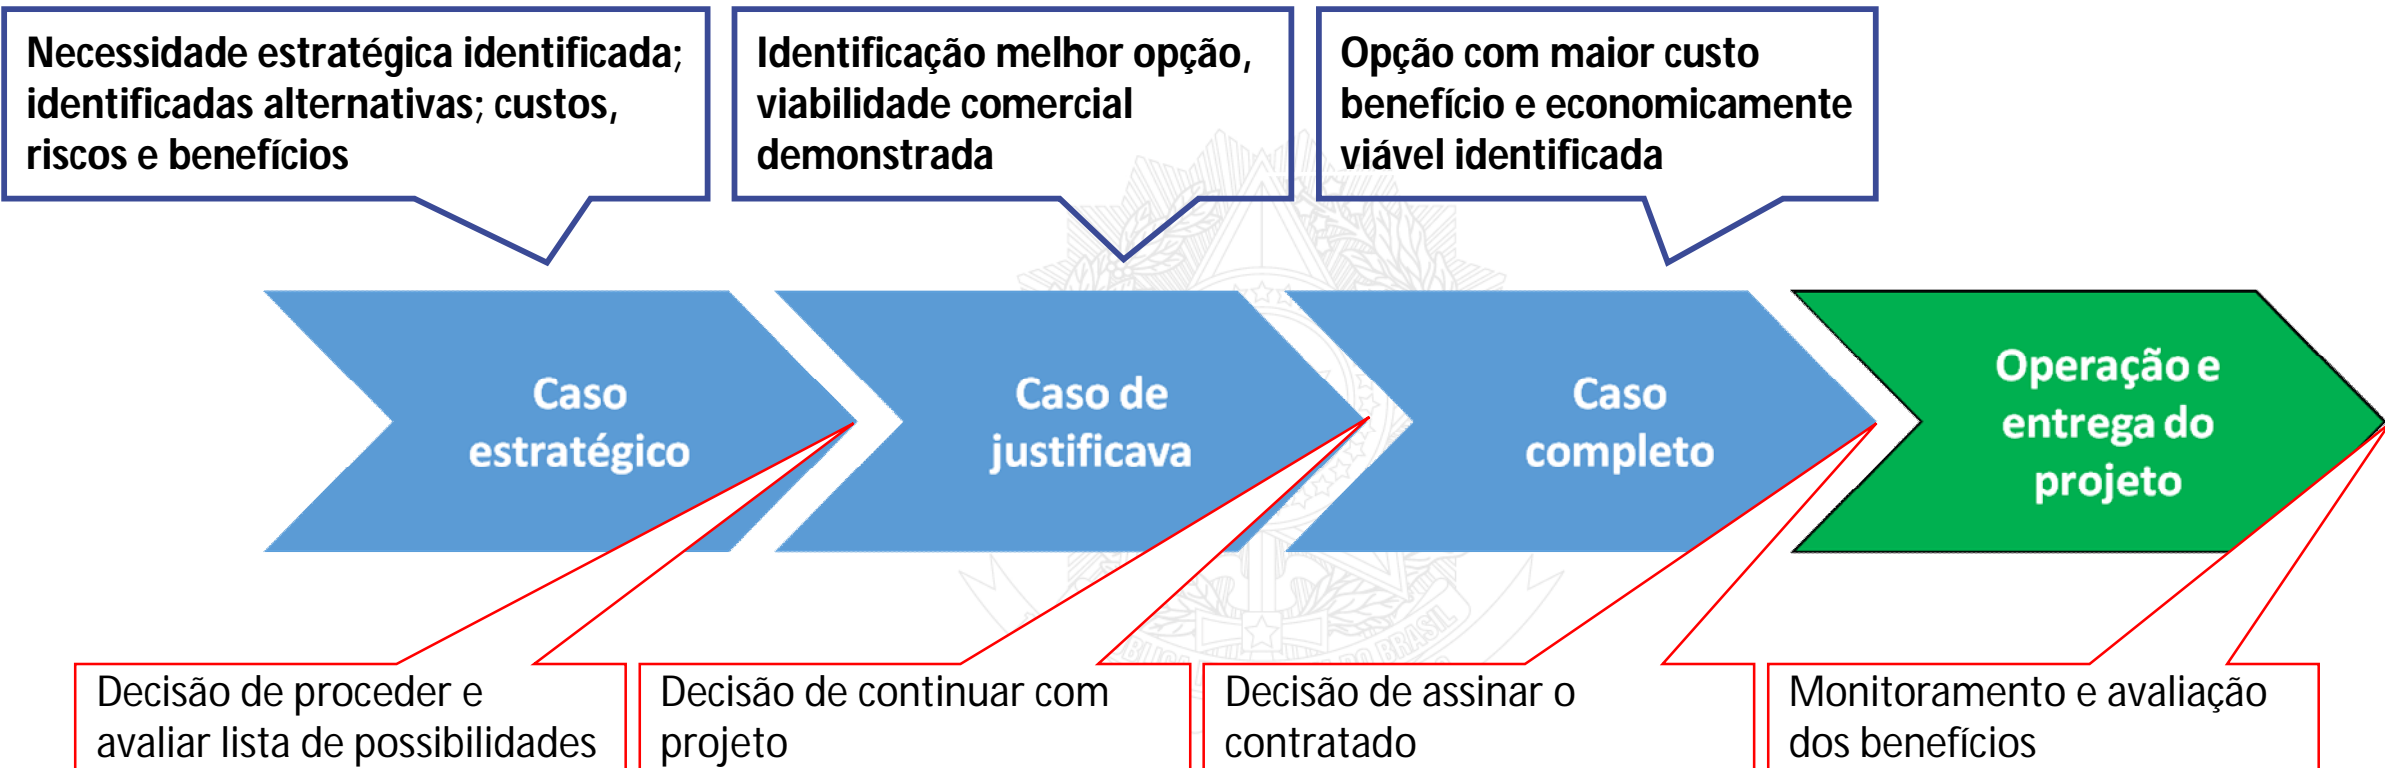 Necessidade estratégica identificada;
identificadas alternativas; custos,
riscos e benefícios
Identificação melhor opção,
viabilidade comercial
demonstrada
Opção com maior custo
benefício e economicamente
viável identificada
Caso
estratégico
Caso de
justificava
Caso
completo
Operação e
entrega do
projeto
Decisão de proceder e
avaliar lista de possibilidades
Decisão de continuar com
projeto
Decisão de assinar o
contratado
Monitoramento e avaliação
dos benefícios
DO BRASIL